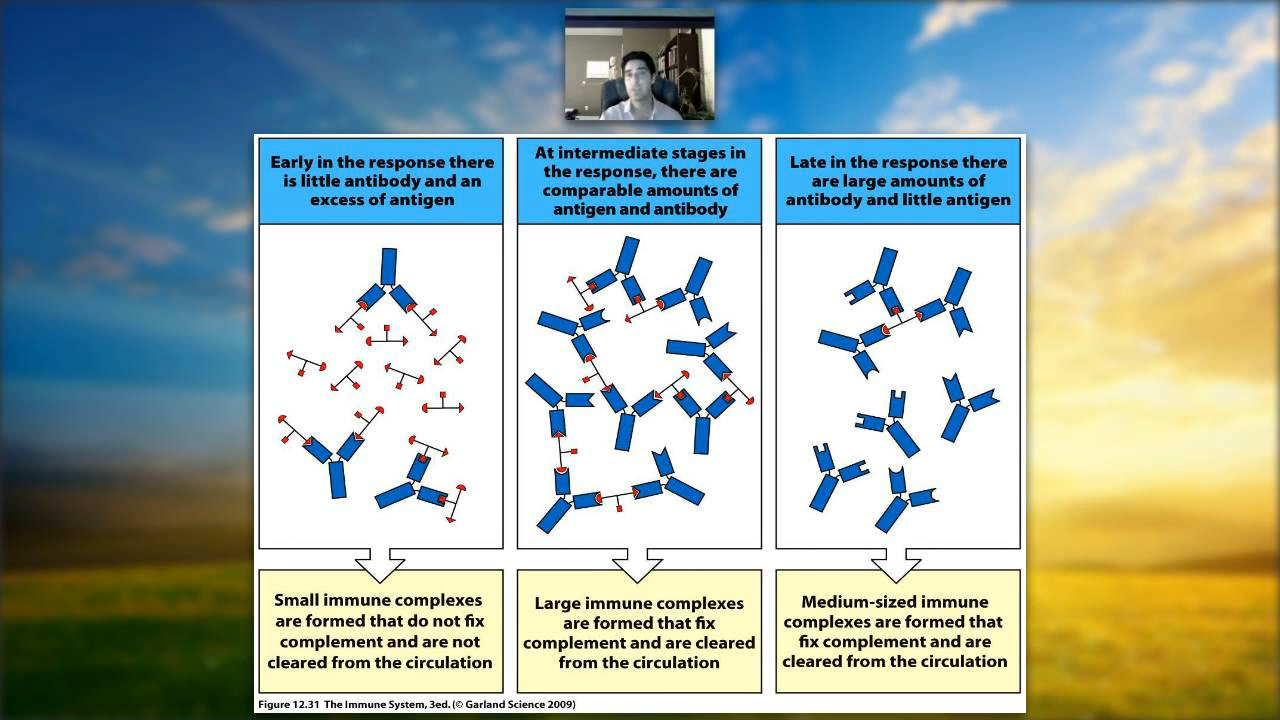 Early in the response there
is little antibody and an
excess of antigen
At intermediate stages in
the response, there are
comparable amounts of
antigen and antibody
Late in the response there
are large amounts of
antibody and little antigen
Small immune complexes
are formed that do not fix
complement and are not
cleared from the circulation
Large immune complexes
are formed that fix
complement and are cleared
from the circulation
Medium-sized immune
complexes are formed that
fix complement and are
cleared from the circulation
Figure 12.31 The Immune System, 3ed. (© Garland Science 2009)